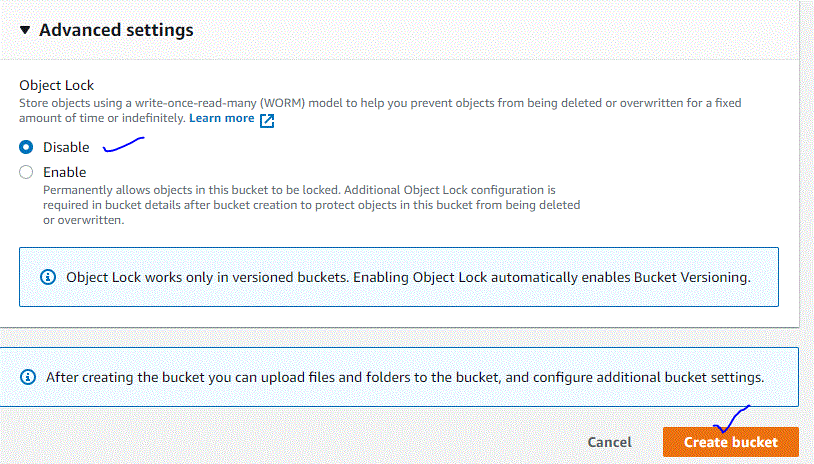 Advanced settings
Object Lock
Store objects using a write-once-read-many (WORM) model to help you prevent objects from being deleted or overwritten for a fixed
amount of time or indefinitely. Learn more
Disable
Enable
Permanently allows objects in this bucket to be locked. Additional Object Lock configuration is
required in bucket details after bucket creation to protect objects in this bucket from being deleted
or overwritten.
Object Lock works only in versioned buckets. Enabling Object Lock automatically enables Bucket Versioning.
After creating the bucket you can upload files and folders to the bucket, and configure additional bucket settings.
Cancel Create bucket